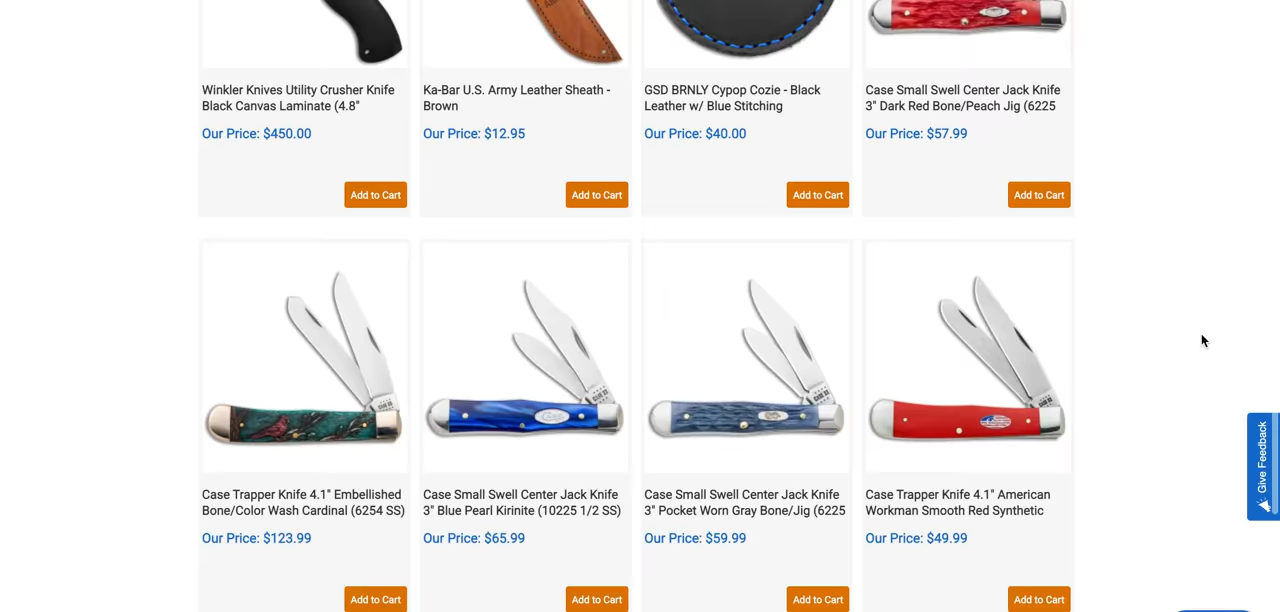 Winkler Knives Utility Crusher Knife
Black Canvas Laminate (4.8"
Our Price: $450.00
Add to Cart
Ka-Bar U.S. Army Leather Sheath -
Brown
Our Price: $12.95
Add to Cart
GSD BRNLY Cypop Cozie - Black
Leather w/ Blue Stitching
Our Price: $40.00
Add to Cart
Case Small Swell Center Jack Knife
3" Dark Red Bone/Peach Jig (6225
Our Price: $57.99
Add to Cart
Case Trapper Knife 4.1" Embellished
Bone/Color Wash Cardinal (6254 SS)
Our Price: $123.99
Add to Cart
Case
Case Small Swell Center Jack Knife
3" Blue Pearl Kirinite (10225 1/2 SS)
Our Price: $65.99
Add to Cart
Case Small Swell Center Jack Knife
3" Pocket Worn Gray Bone/Jig (6225
Our Price: $59.99
Add to Cart
Case Trapper Knife 4.1" American
Workman Smooth Red Synthetic
Our Price: $49.99
Add to Cart
Give Feedback